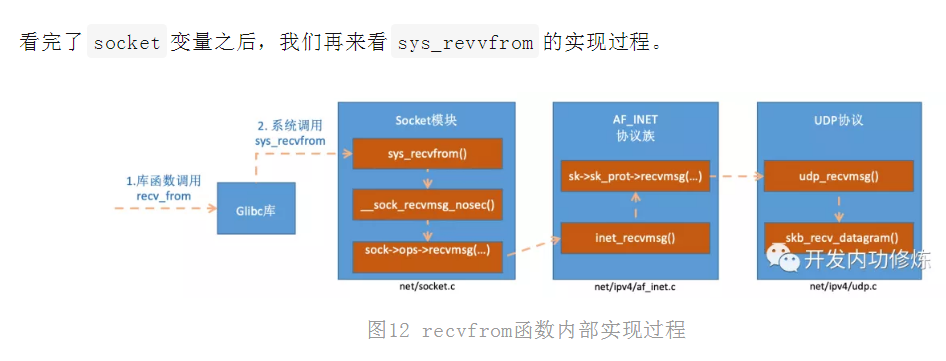 看完了 socket 变量之后，我们再来看 sys_revvfrom 的实现过程。
1.库函数调用
recv_from
Glibc库
2. 系统调用
sys_recvfrom
Socket模块
sys_recvfrom()
__sock_recvmsg_nosec()
sock->ops->recvmsg(…)
net/socket.c
AF_INET
协议族
sk->sk_prot->recvmsg(…)
inet_recvmsg()
net/ipv4/af_inet.c
UDP协议
udp_recvmsg()
__skb_recv_datagram()
net/ipv4/udp.c
开发内功修炼
图12 recvfrom函数内部实现过程